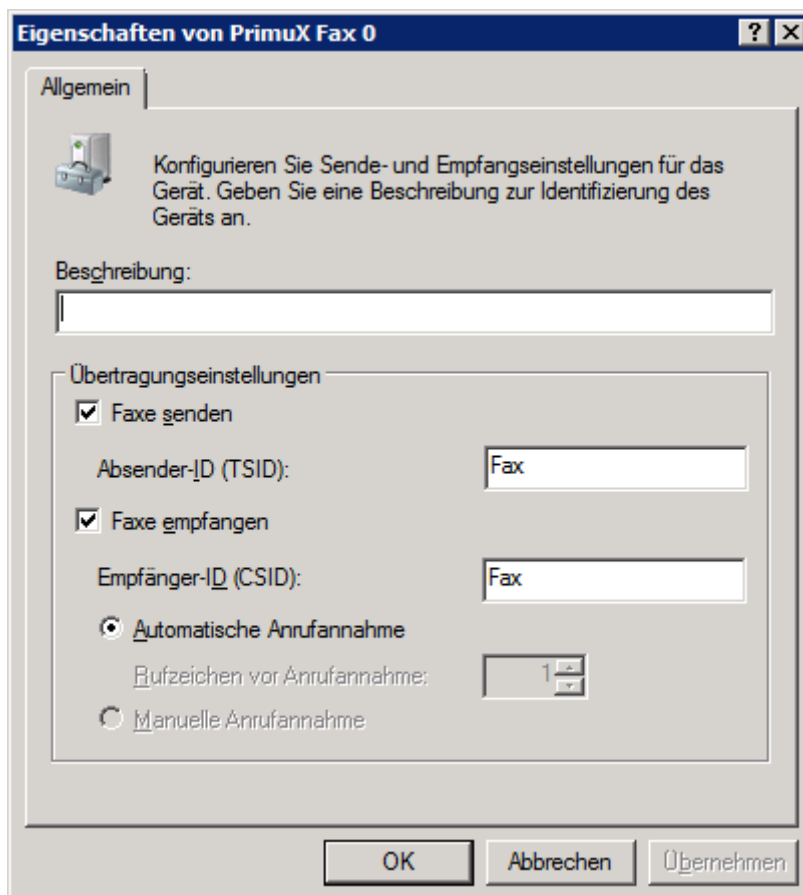 Eigenschaften von PrimuX Fax 0
Allgemein
Konfigurieren Sie Sende- und Empfangseinstellungen für das
Gerät. Geben Sie eine Beschreibung zur Identifizierung des
Geräts an.
Beschreibung:
Übertragungseinstellungen
Faxe senden
Absender-ID (TSID):
Fax
Faxe empfangen
Empfänger-ID (CSID):
Fax
Automatische Anrufannahme
Rufzeichen vor Anrufannahme:
1
Manuelle Anrufannahme
OK
Abbrechen
Übernehmen